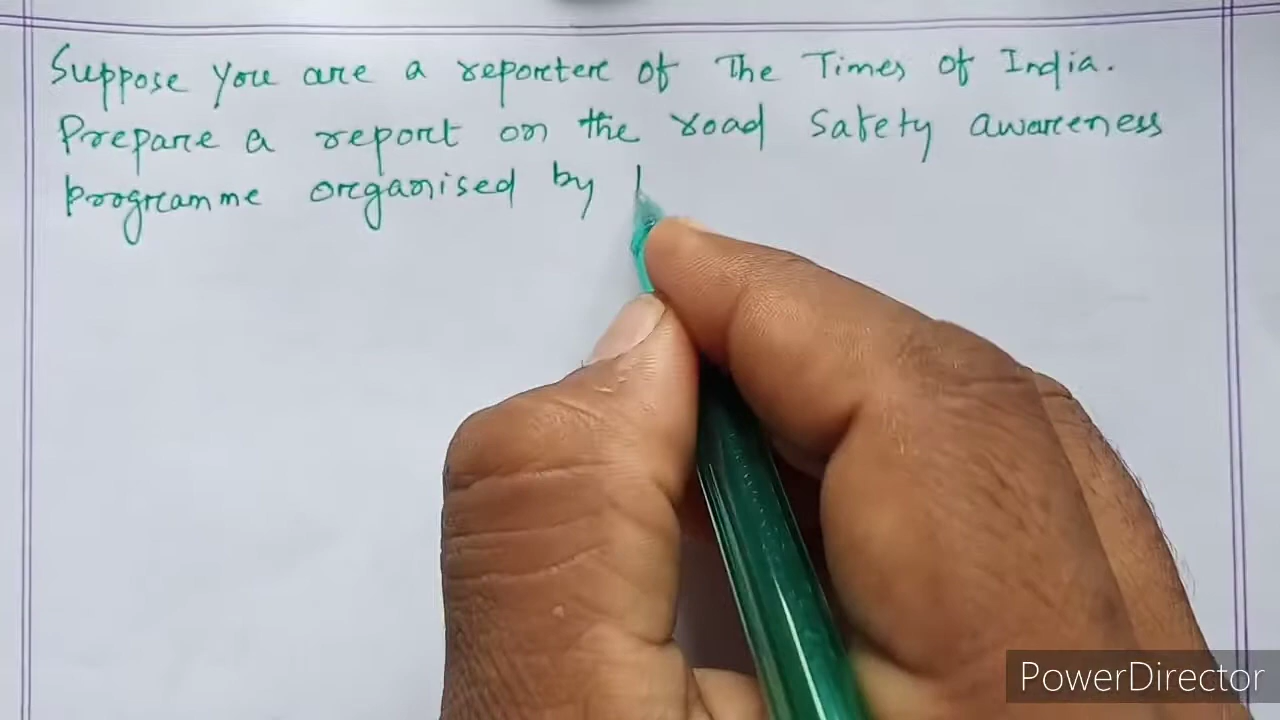 Suppose you are a reporter of The Times of India.
Prepare a report on the road safety awareness
programme organised by
PowerDirector